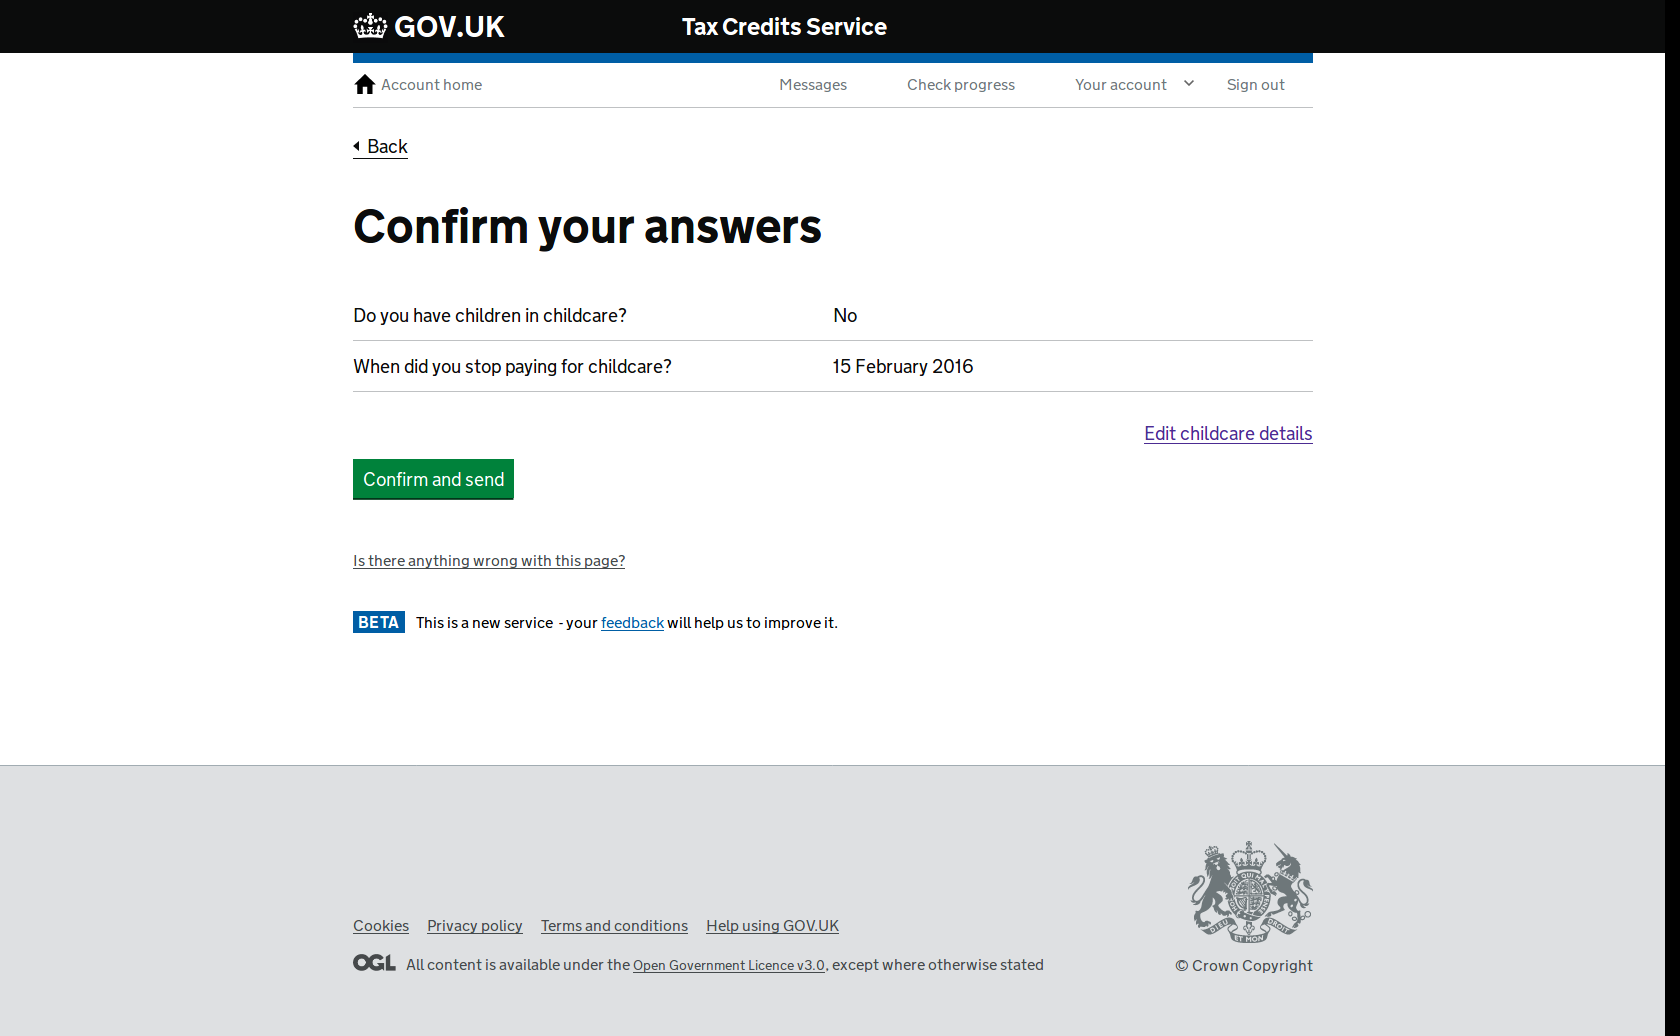 GOV.UK Tax Credits Service
Account home Messages Check progress Your account Sign out
Back
Confirm your answers
Do you have children in childcare? No
When did you stop paying for childcare? 15 February 2016
Edit childcare details
Confirm and send
Is there anything wrong with this page?
BETA This is a new service - your feedback will help us to improve it.
Cookies Privacy policy Terms and conditions Help using GOV.UK
OGL All content is available under the Open Government Licence v3.0, except where otherwise stated
DIEU ET MON DROIT
© Crown Copyright